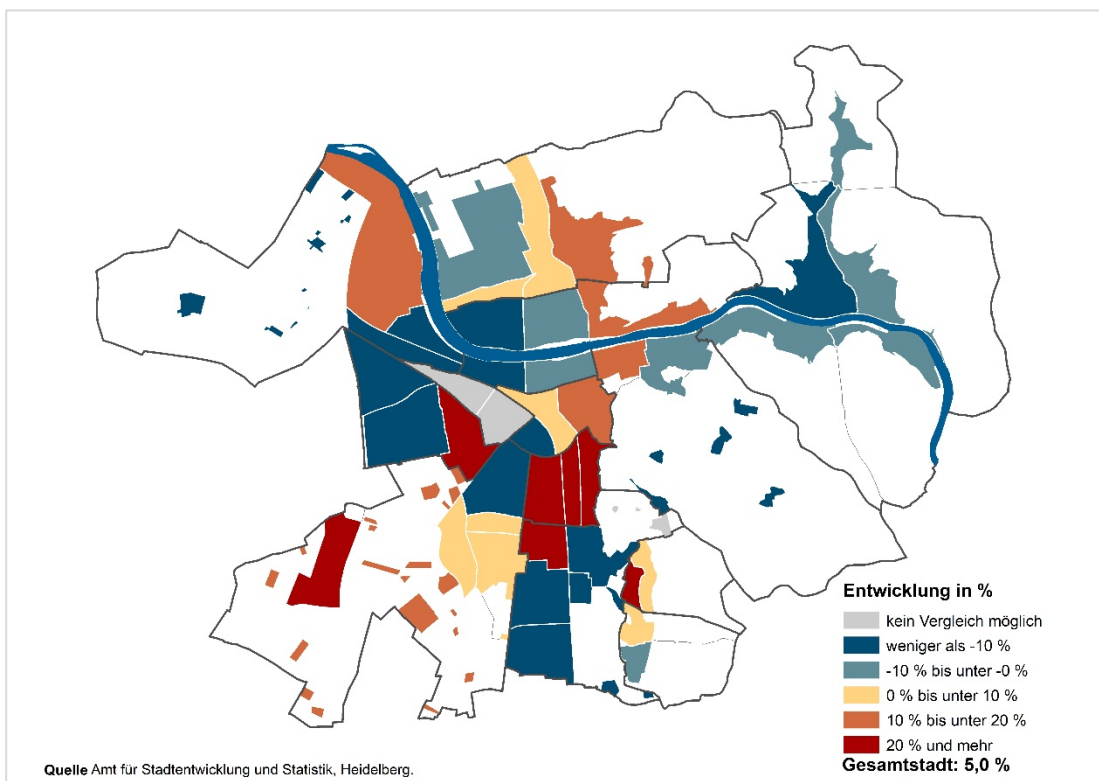 Entwicklung in %
kein Vergleich möglich
weniger als -10 %
-10 % bis unter -0 %
0 % bis unter 10 %
10 % bis unter 20 %
20 % und mehr
Gesamtstadt: 5,0 %
Quelle Amt für Stadtentwicklung und Statistik, Heidelberg.